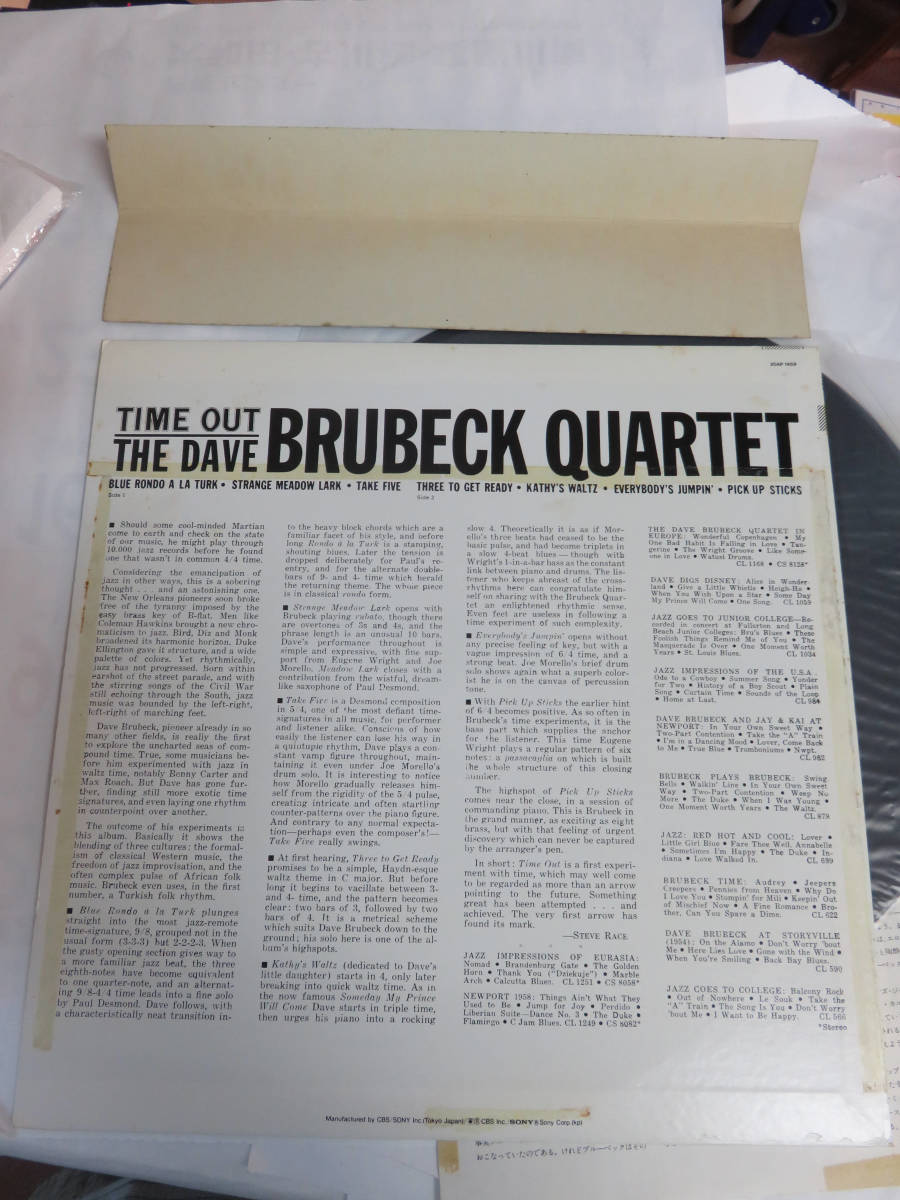 25AP 1459
TIME OUT
THE DAVE BRUBECK QUARTET
BLUE RONDO A LA TURK • STRANGE MEADOW LARK • TAKE FIVE THREE TO GET READY • KATHY'S WALTZ • EVERYBODY'S JUMPIN' • PICK UP STICKS
Side 1 Side 2
■ Should some cool-minded Martian
come to earth and check on the state
of our music, he might play through
10,000 jazz records before he found
one that wasn't in common 4/4 time.
Considering the emancipation of
jazz in other ways, this is a sobering
thought . . . and an astonishing one.
The New Orleans pioneers soon broke
free of the tyranny imposed by the
easy brass key of B-flat. Men like
Coleman Hawkins brought a new chro-
maticism to jazz. Bird, Diz and Monk
broadened its harmonic horizon. Duke
Ellington gave it structure, and a wide
palette of colors. Yet rhythmically,
jazz has not progressed. Born within
earshot of the street parade, and with
the stirring songs of the Civil War
still echoing through the South, jazz
music was bounded by the left-right,
left-right of marching feet.
Dave Brubeck, pioneer already in so
many other fields, is really the first
to explore the uncharted seas of com-
pound time. True, some musicians be-
fore him experimented with jazz in
waltz time, notably Benny Carter and
Max Roach. But Dave has gone fur-
ther, finding still more exotic time
signatures, and even laying one rhythm
in counterpoint over another.
The outcome of his experiments is
this album. Basically it shows the
blending of three cultures: the formal-
ism of classical Western music, the
freedom of jazz improvisation, and the
often complex pulse of African folk
music. Brubeck even uses, in the first
number, a Turkish folk rhythm.
■ Blue Rondo à la Turk plunges
straight into the most jazz-remote
time-signature, 9/8, grouped not in the
usual form (3-3-3) but 2-2-2-3. When
the gusty opening section gives way to
a more familiar jazz beat, the three
eighth-notes have become equivalent
to one quarter-note, and an alternat-
ing 9/8-4/4 time leads into a fine solo
by Paul Desmond. Dave follows, with
a characteristically neat transition in-
to the heavy block chords which are a
familiar facet of his style, and before
long Rondo à la Turk is a stamping,
shouting blues. Later the tension is
dropped deliberately for Paul's re-
entry, and for the alternate double-
bars of 9- and 4- time which herald
the returning theme. The whole piece
is in classical rondo form.
■ Strange Meadow Lark opens with
Brubeck playing rubato, though there
are overtones of 3s and 4s, and the
phrase length is an unusual 10 bars.
Dave's performance throughout is
simple and expressive, with fine sup-
port from Eugene Wright and Joe
Morello. Meadow Lark closes with a
contribution from the wistful, dream-
like saxophone of Paul Desmond.
■ Take Five is a Desmond composition
in 5/4, one of the most defiant time-
signatures in all music, for performer
and listener alike. Conscious of how
easily the listener can lose his way in
a quintuple rhythm, Dave plays a con-
stant vamp figure throughout, main-
taining it even under Joe Morello's
drum solo. It is interesting to notice
how Morello gradually releases him-
self from the rigidity of the 5/4 pulse,
creating intricate and often startling
counter-patterns over the piano figure.
And contrary to any normal expecta-
tion—perhaps even the composer's!—
Take Five really swings.
■ At first hearing, Three to Get Ready
promises to be a simple, Haydn-esque
waltz theme in C major. But before
long it begins to vacillate between 3-
and 4- time, and the pattern becomes
clear: two bars of 3, followed by two
bars of 4. It is a metrical scheme
which suits Dave Brubeck down to the
ground; his solo here is one of the al-
bum's highspots.
■ Kathy's Waltz (dedicated to Dave's
little daughter) starts in 4, only later
breaking into quick waltz time. As in
the now famous Someday My Prince
Will Come Dave starts in triple time,
then urges his piano into a rocking
slow 4. Theoretically it is as if Mor-
ello's three beats had ceased to be the
basic pulse, and had become triplets in
a slow 4-beat blues — though with
Wright's 1-in-a-bar bass as the constant
link between piano and drums. The lis-
tener who keeps abreast of the cross-
rhythms here can congratulate him-
self on sharing with the Brubeck Quar-
tet an enlightened rhythmic sense.
Even feet are useless in following a
time experiment of such complexity.
■ Everybody's Jumpin' opens without
any precise feeling of key, but with a
vague impression of 6/4 time, and a
strong beat. Joe Morello's brief drum
solo shows again what a superb color-
ist he is on the canvas of percussion
tone.
■ With Pick Up Sticks the earlier hint
of 6/4 becomes positive. As so often in
Brubeck's time experiments, it is the
bass part which supplies the anchor
for the listener. This time Eugene
Wright plays a regular pattern of six
notes: a passacaglia on which is built
the whole structure of this closing
number.
The highspot of Pick Up Sticks
comes near the close, in a session of
commanding piano. This is Brubeck in
the grand manner, as exciting as eight
brass, but with that feeling of urgent
discovery which can never be captured
by the arranger's pen.
In short: Time Out is a first experi-
ment with time, which may well come
to be regarded as more than an arrow
pointing to the future. Something
great has been attempted . . . and
achieved. The very first arrow has
found its mark.
—STEVE RACE
JAZZ IMPRESSIONS OF EURASIA:
Nomad • Brandenburg Gate • The Golden
Horn • Thank You ("Dziekuje") • Marble
Arch • Calcutta Blues. CL 1251 • CS 8058*
NEWPORT 1958: Things Ain't What They
Used to Be • Jump for Joy • Perdido •
Liberian Suite—Dance No. 3 • The Duke •
Flamingo • C Jam Blues. CL 1249 • CS 8082*
THE DAVE BRUBECK QUARTET IN
EUROPE: Wonderful Copenhagen • My
One Bad Habit Is Falling in Love • Tan-
gerine • The Wright Groove • Like Some-
one in Love • Watusi Drums.
CL 1168 • CS 8128*
DAVE DIGS DISNEY: Alice in Wonder-
land • Give a Little Whistle • Heigh-Ho •
When You Wish Upon a Star • Some Day
My Prince Will Come • One Song. CL 1059
JAZZ GOES TO JUNIOR COLLEGE—Re-
corded in concert at Fullerton and Long
Beach Junior Colleges: Bru's Blues • These
Foolish Things Remind Me of You • The
Masquerade Is Over • One Moment Worth
Years • St. Louis Blues. CL 1034
JAZZ IMPRESSIONS OF THE U.S.A.:
Ode to a Cowboy • Summer Song • Yonder
for Two • History of a Boy Scout • Plain
Song • Curtain Time • Sounds of the Loop
• Home at Last. CL 984
DAVE BRUBECK AND JAY & KAI AT
NEWPORT: In Your Own Sweet Way •
Two-Part Contention • Take the "A" Train
• I'm in a Dancing Mood • Lover, Come Back
to Me • True Blue • Tromboniums • Nwpt.
CL 932
BRUBECK PLAYS BRUBECK: Swing
Bells • Walkin' Line • In Your Own Sweet
Way • Two-Part Contention • Weep No
More • The Duke • When I Was Young •
One Moment Worth Years • The Waltz.
CL 878
JAZZ: RED HOT AND COOL: Lover •
Little Girl Blue • Fare Thee Well, Annabelle
• Sometimes I'm Happy • The Duke • In-
diana • Love Walked In. CL 699
BRUBECK TIME: Audrey • Jeepers
Creepers • Pennies from Heaven • Why Do
I Love You • Stompin' for Mili • Keepin' Out
of Mischief Now • A Fine Romance • Bro-
ther, Can You Spare a Dime. CL 622
DAVE BRUBECK AT STORYVILLE
(1954): On the Alamo • Don't Worry 'bout
Me • Here Lies Love • Gone with the Wind •
When You're Smiling • Back Bay Blues.
CL 590
JAZZ GOES TO COLLEGE: Balcony Rock
• Out of Nowhere • Le Souk • Take the
"A" Train • The Song Is You • Don't Worry
'bout Me • I Want to Be Happy. CL 566
*Stereo
Manufactured by CBS/SONY Inc.(Tokyo Japan)/ CBS Inc./SONY ® Sony Corp.(kp)
おこなっていたのである。けれどブルーベックはその